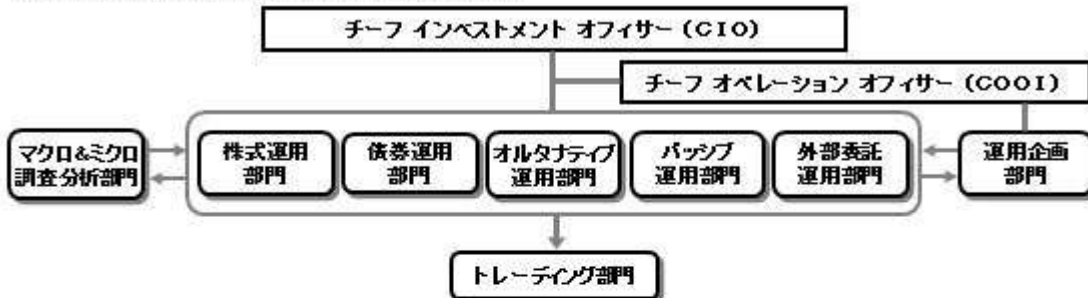 チーフ インベストメント オフィサー (CIO)
チーフ オペレーション オフィサー (COOI)
マクロ&ミクロ
調査分析部門
株式運用
部門
債券運用
部門
オルタナティブ
運用部門
パッシブ
運用部門
外部委託
運用部門
運用企画
部門
トレーディング部門